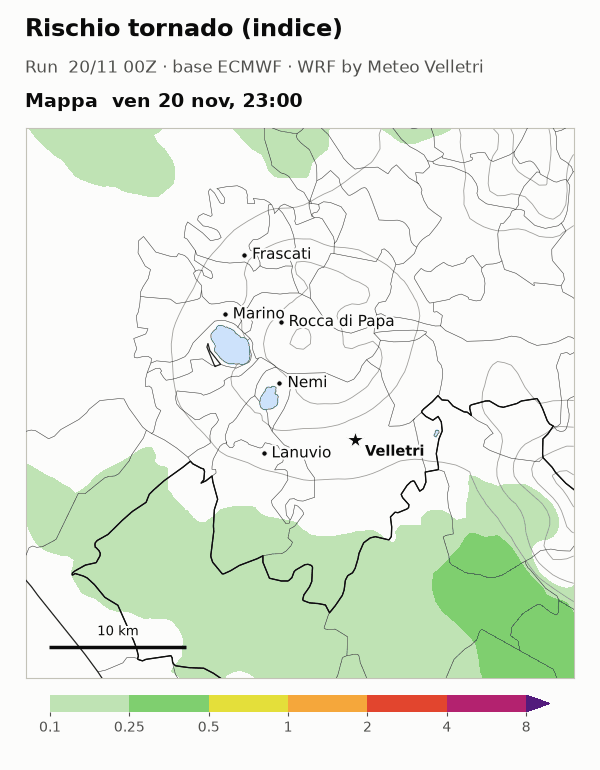 Rischio tornado (indice)
Run  20/11 00Z · base ECMWF · WRF by Meteo Velletri
Mappa  ven 20 nov, 23:00
Frascati
Marino
Rocca di Papa
Nemi
Velletri
Lanuvio
10 km
0.1 0.25 0.5 1 2 4 8